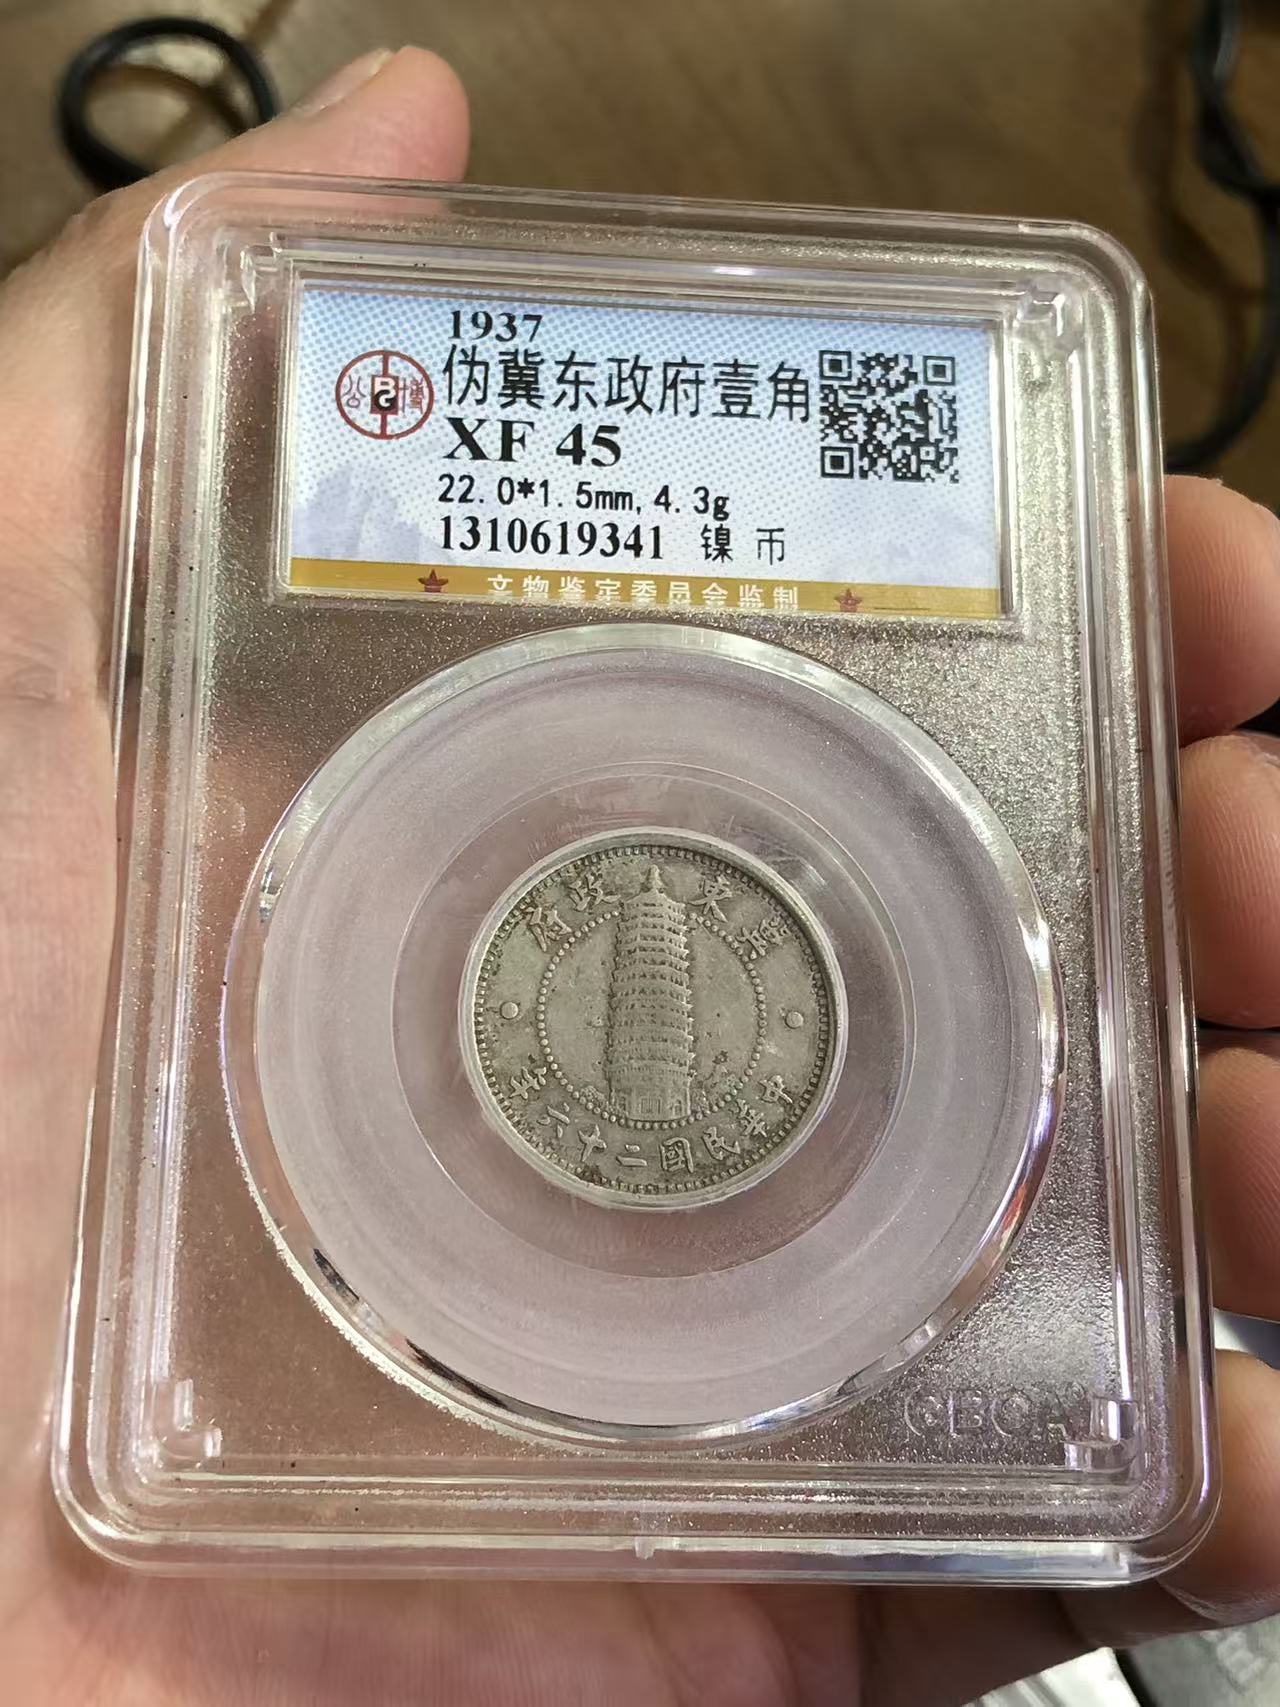 1937
伪冀东政府壹角
公博
XF 45
22.0*1.5mm,4.3g
1310619341 镍 币
文物鉴定委员会监制
冀東政府
中華民國二十六年
GBCA